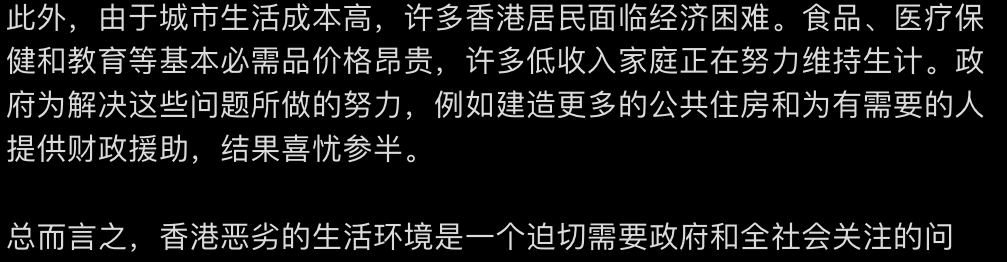 此外，由于城市生活成本高，许多香港居民面临经济困难。食品、医疗保
健和教育等基本必需品价格昂贵，许多低收入家庭正在努力维持生计。政
府为解决这些问题所做的努力，例如建造更多的公共住房和为有需要的人
提供财政援助，结果喜忧参半。
总而言之，香港恶劣的生活环境是一个迫切需要政府和全社会关注的问